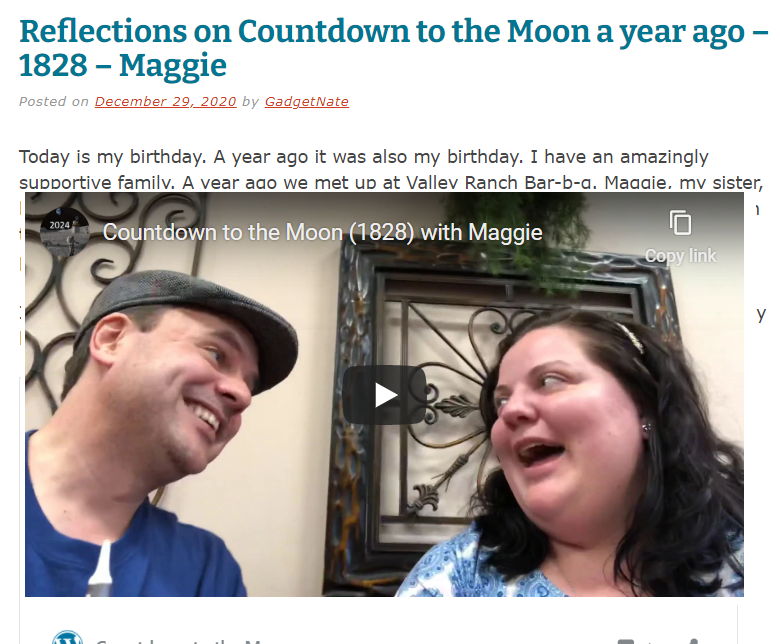 Reflections on Countdown to the Moon a year ago –
1828 – Maggie
Posted on December 29, 2020 by GadgetNate
Today is my birthday. A year ago it was also my birthday. I have an amazingly
supportive family. A year ago we met up at Valley Ranch Bar-b-q. Maggie, my sister,
2024
Countdown to the Moon (1828) with Maggie
Copy link
y